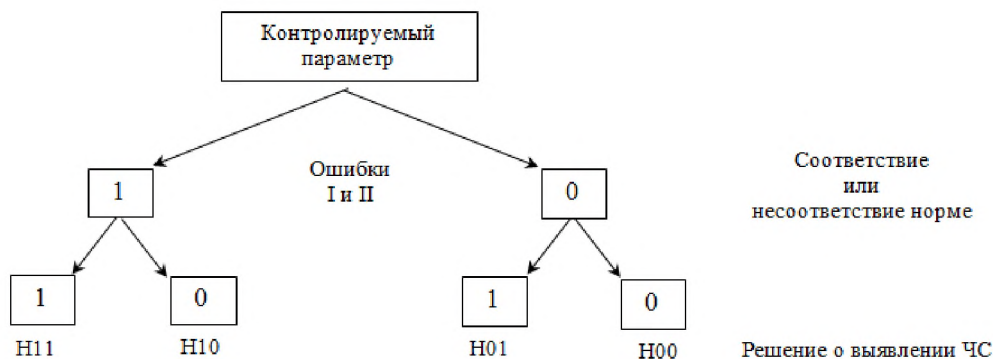 Контролируемый
параметр
Ошибки
I и II
Соответствие
или
несоответствие норме
1
0
1
0
1
0
H11
H10
H01
H00
Решение о выявлении ЧС